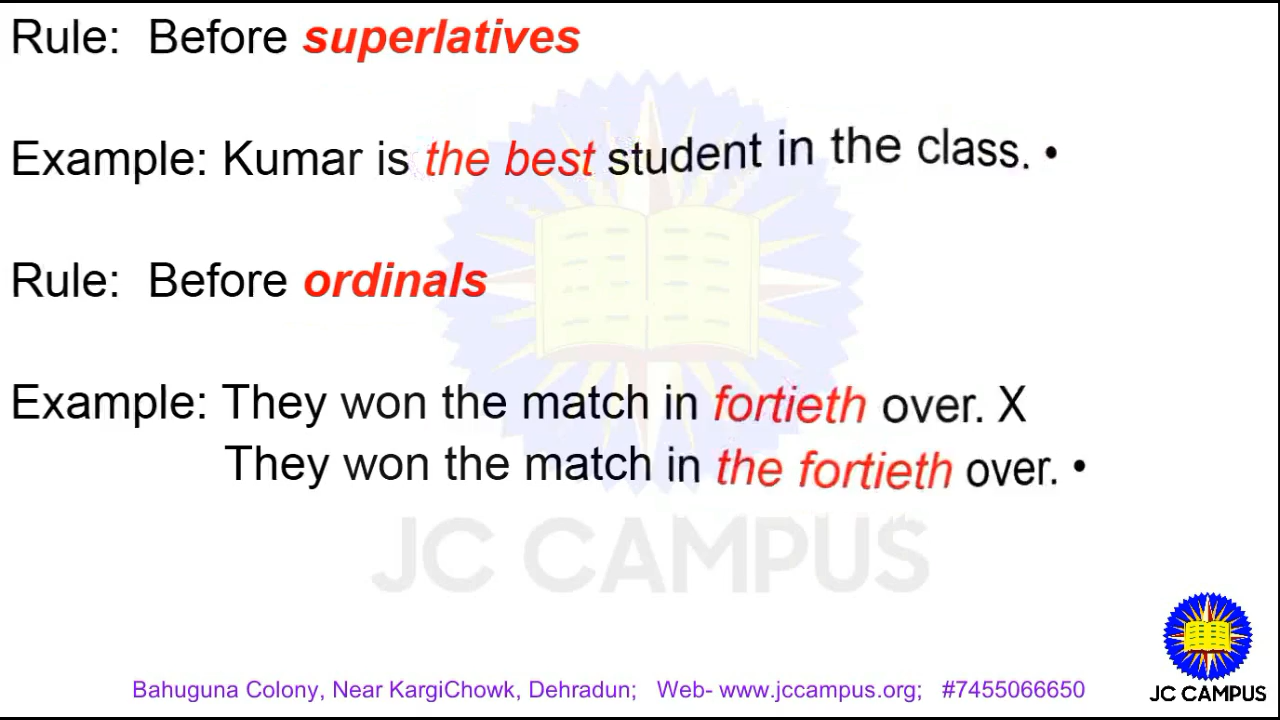 Rule: Before superlatives
Example: Kumar is the best student in the class. •
Rule: Before ordinals
Example: They won the match in fortieth over. X
They won the match in the fortieth over. •
JC CAMPUS
Bahuguna Colony, Near KargiChowk, Dehradun; Web- www.jccampus.org; #7455066650
JC CAMPUS